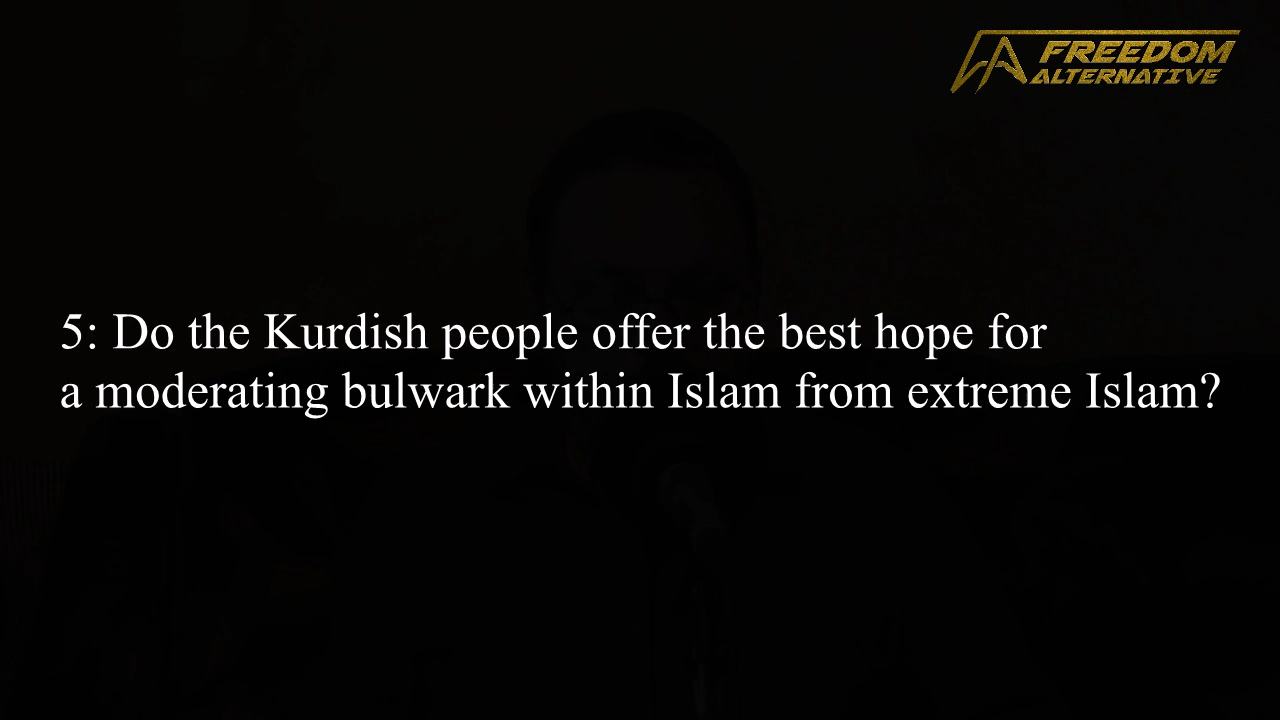 FREEDOM
ALTERNATIVE
5: Do the Kurdish people offer the best hope for
a moderating bulwark within Islam from extreme Islam?